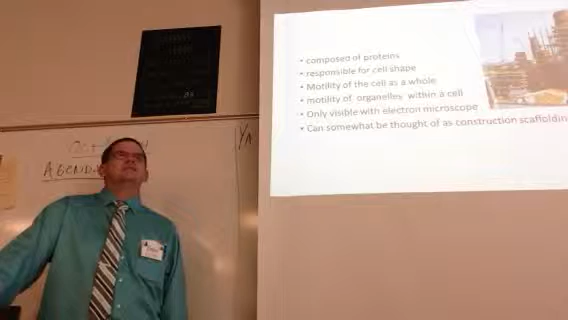 • composed of proteins
• responsible for cell shape
• Motility of the cell as a whole
• motility of organelles within a cell
• Only visible with electron microscope
• Can somewhat be thought of as construction scaffolding
AGENDA